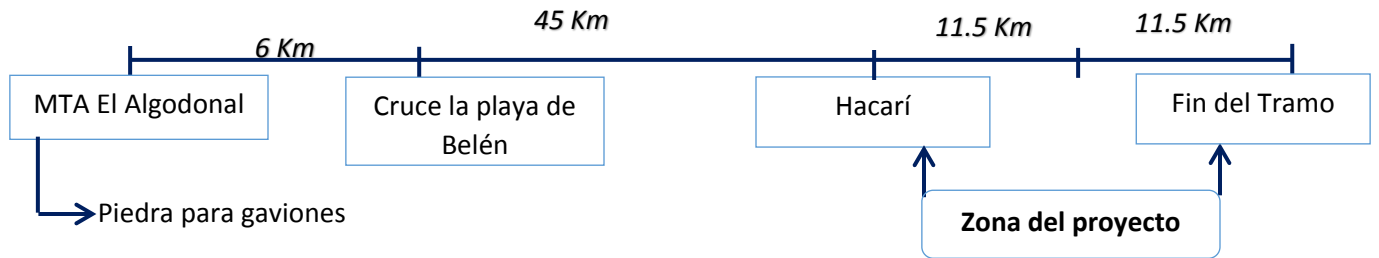 45 Km
11.5 Km
11.5 Km
6 Km
MTA El Algodonal
Cruce la playa de
Belén
Hacarí
Fin del Tramo
Piedra para gaviones
Zona del proyecto